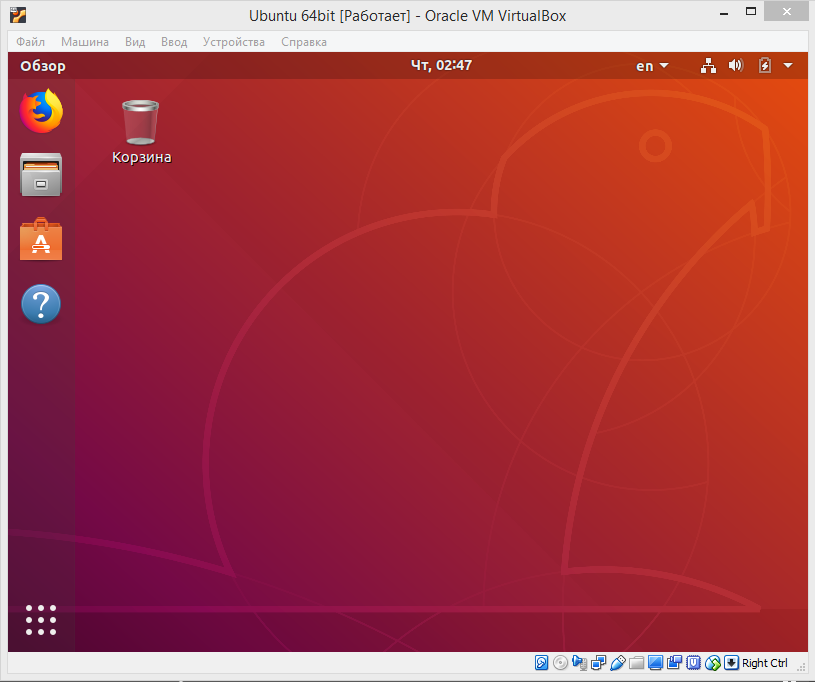 Ubuntu 64bit [Работает] - Oracle VM VirtualBox
Файл Машина Вид Ввод Устройства Справка
Обзор Чт, 02:47 en
Корзина
Right Ctrl